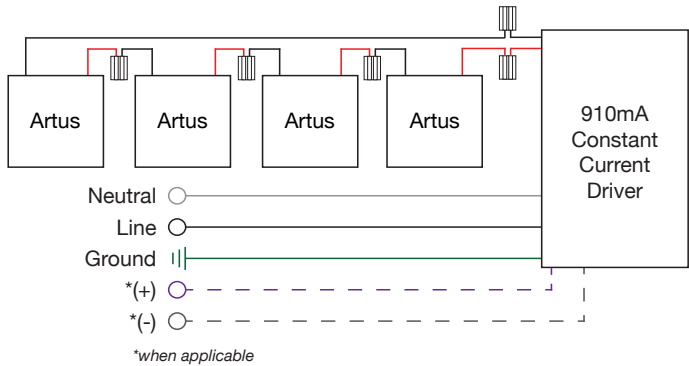 Artus
Artus
Artus
Artus
910mA
Constant
Current
Driver
Neutral
Line
Ground
*(+)
*(-)
*when applicable